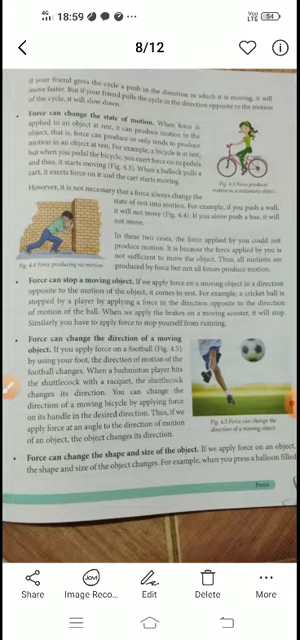 4G
18:59
Vo))
LTE
54
8/12
if your friend gives the cycle a push in the direction in which it is moving, it will
move faster. But if your friend pulls the cycle in the direction opposite to the motion
of the cycle, it will slow down.
• Force can change the state of motion. When force is
applied to an object at rest, it can produce motion in the
object, that is, force can produce or only tends to produce
motion in an object at rest. For example, a bicycle is at rest,
but when you pedal the bicycle, you exert force on its pedals
and thus, it starts moving (Fig. 4.3). When a bullock pulls a
cart, it exerts force on it and the cart starts moving.
Fig. 4.3 Force produces
motion in a stationary object
However, it is not necessary that a force always change the
state of rest into motion. For example, if you push a wall,
it will not move (Fig. 4.4). If you alone push a bus, it will
not move.
In these two cases, the force applied by you could not
produce motion. It is because the force applied by you is
not sufficient to move the object. Thus, all motions are
produced by force but not all forces produce motion.
Fig. 4.4 Force producing no motion
• Force can stop a moving object. If we apply force on a moving object in a direction
opposite to the motion of the object, it comes to rest. For example, a cricket ball is
stopped by a player by applying a force in the direction opposite to the direction
of motion of the ball. When we apply the brakes on a moving scooter, it will stop.
Similarly you have to apply force to stop yourself from running.
• Force can change the direction of a moving
object. If you apply force on a football (Fig. 4.5)
by using your foot, the direction of motion of the
football changes. When a badminton player hits
the shuttlecock with a racquet, the shuttlecock
changes its direction. You can change the
direction of a moving bicycle by applying force
on its handle in the desired direction. Thus, if we
apply force at an angle to the direction of motion
of an object, the object changes its direction.
Fig. 4.5 Force can change the
direction of a moving object
• Force can change the shape and size of the object. If we apply force on an object,
the shape and size of the object changes. For example, when you press a balloon filled
Force
Share
Jovi
Image Reco...
Edit
Delete
More